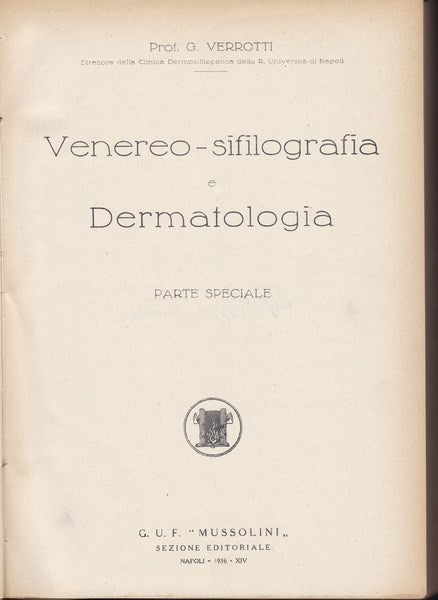 Prof. G. VERROTTI
Direttore della Clinica Dermosifilopatica della R. Università di Napoli
Venereo-sifilografia
e
Dermatologia
PARTE SPECIALE
G. U. F. "MUSSOLINI„
SEZIONE EDITORIALE
NAPOLI - 1936 - XIV